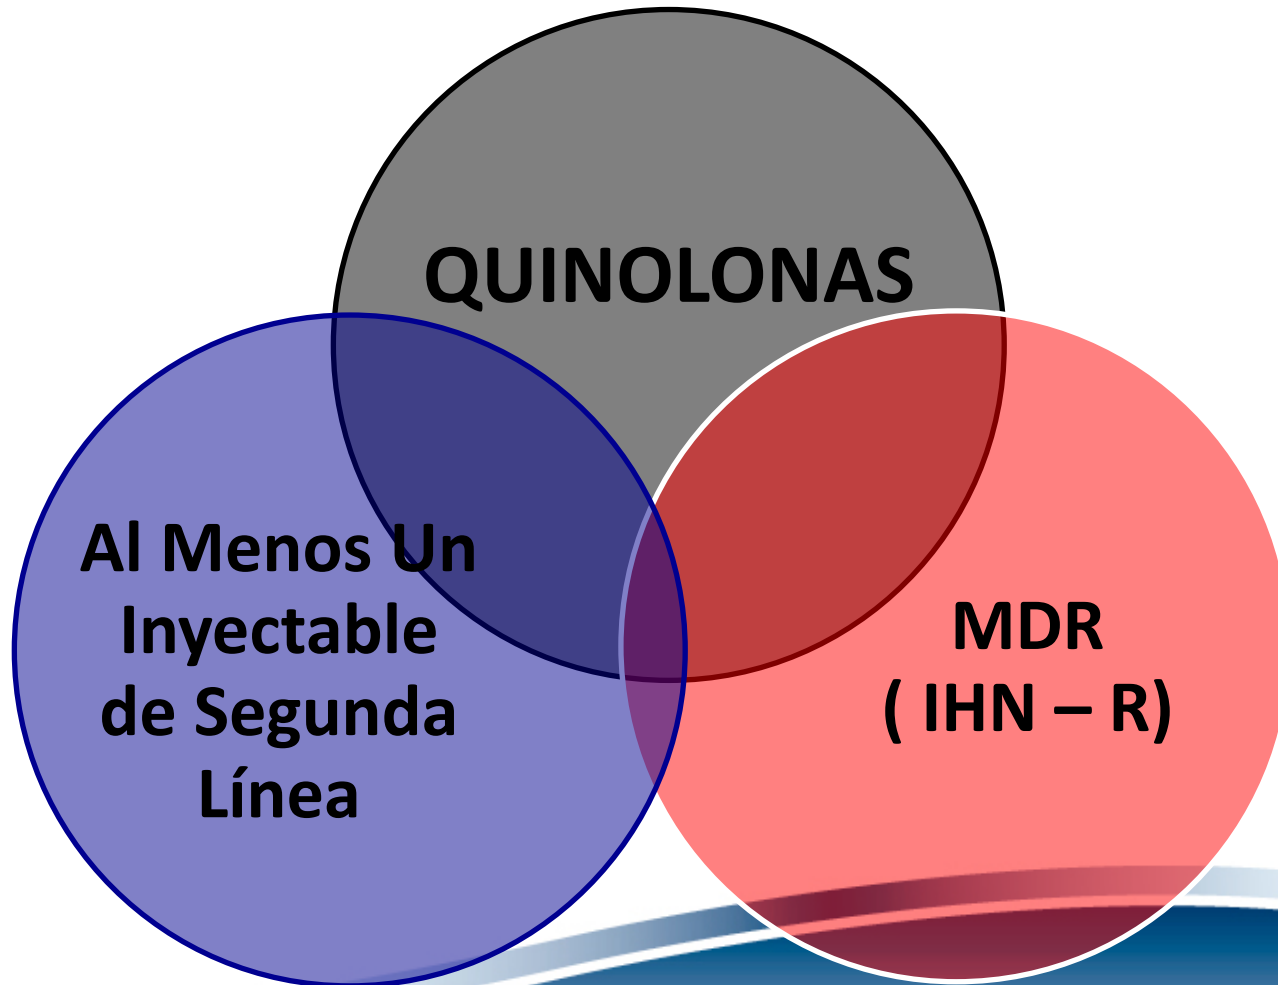 QUINOLONAS
Al Menos Un
Inyectable
de Segunda
Línea
MDR
( IHN – R)